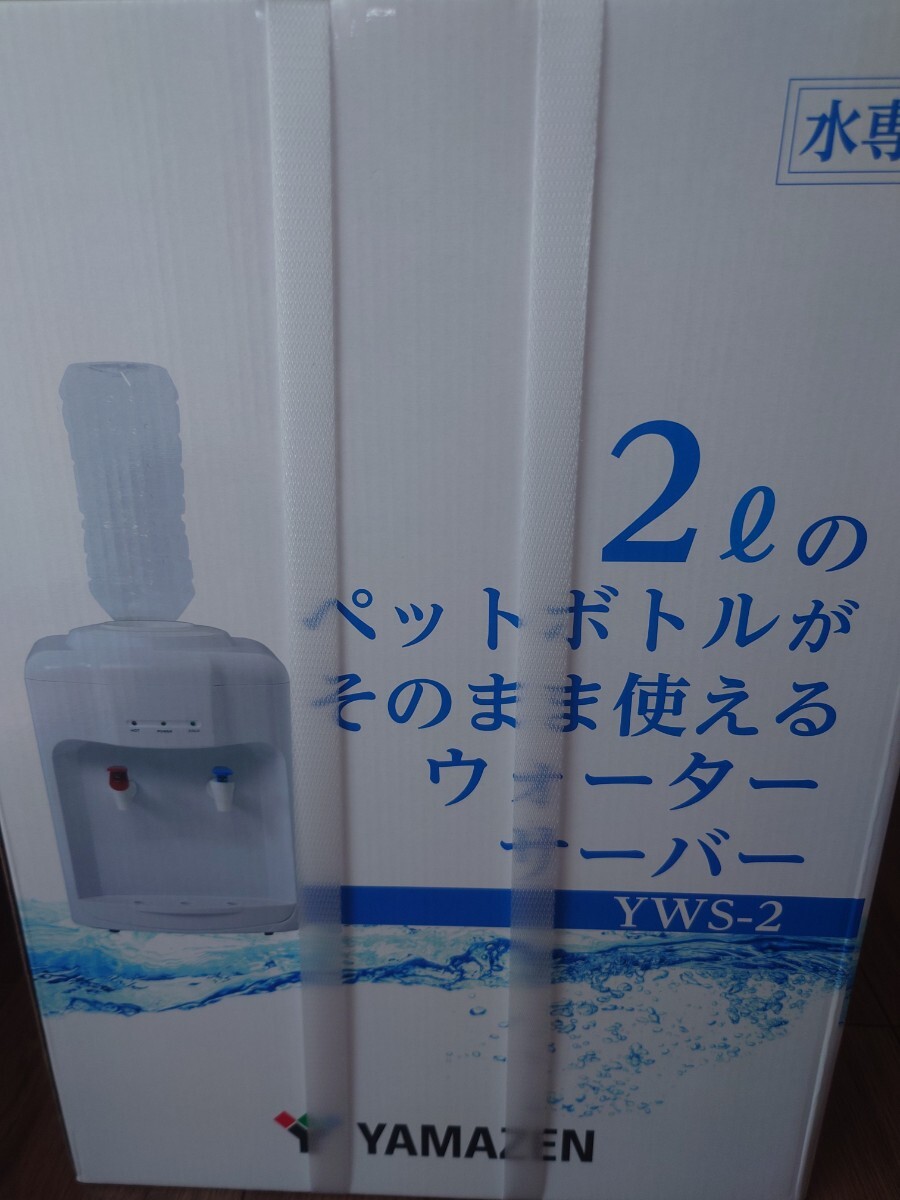 水専
2ℓの
ペットボトルが
そのまま使える
ウォーター
サーバー
YWS-2
YAMAZEN